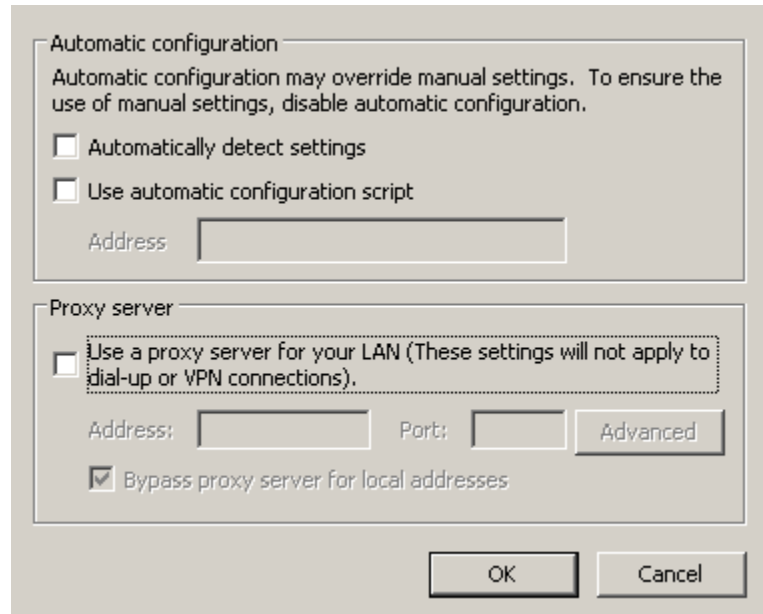 Automatic configuration
Automatic configuration may override manual settings.  To ensure the
use of manual settings, disable automatic configuration.
Automatically detect settings
Use automatic configuration script
Address
Proxy server
Use a proxy server for your LAN (These settings will not apply to
dial-up or VPN connections).
Address: Port: Advanced
Bypass proxy server for local addresses
OK Cancel